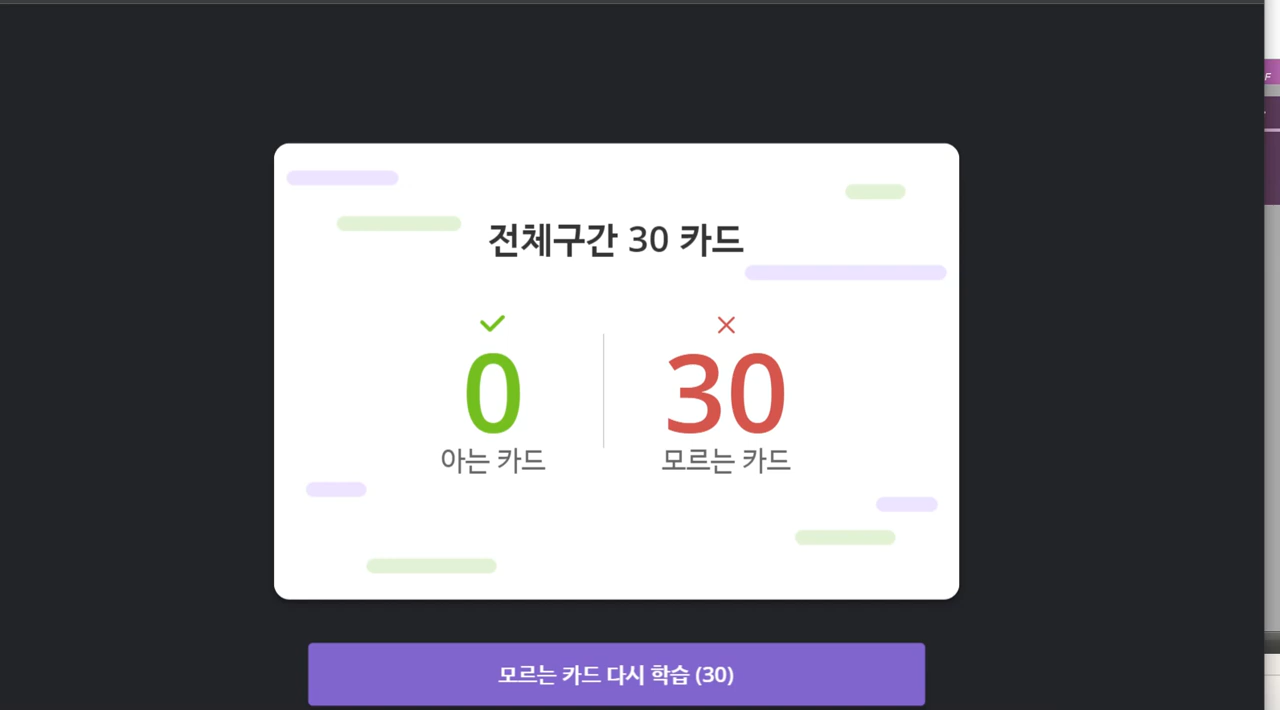 전체구간 30 카드
0
아는 카드
30
모르는 카드
모르는 카드 다시 학습 (30)
F